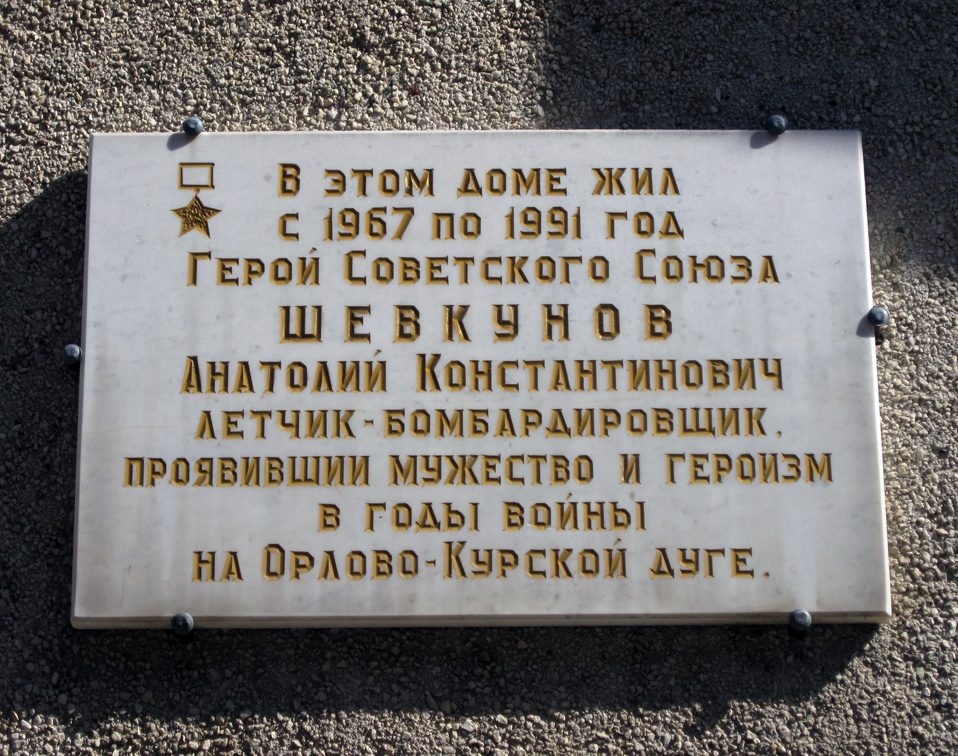 В ЭТОМ ДОМЕ ЖИЛ
С 1967 ПО 1991 ГОД
ГЕРОЙ СОВЕТСКОГО СОЮЗА
ШЕВКУНОВ
АНАТОЛИЙ КОНСТАНТИНОВИЧ
ЛЕТЧИК-БОМБАРДИРОВЩИК,
ПРОЯВИВШИЙ МУЖЕСТВО И ГЕРОИЗМ
В ГОДЫ ВОЙНЫ
НА ОРЛОВО-КУРСКОЙ ДУГЕ.